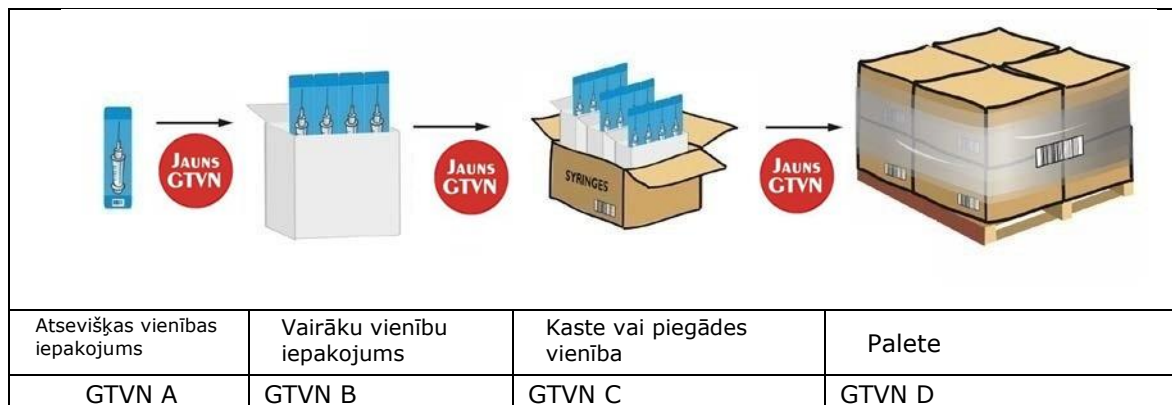 JAUNS
GTVN
JAUNS
GTVN
SYRINGES
JAUNS
GTVN
Atsevišķas vienības
iepakojums
Vairāku vienību
iepakojums
Kaste vai piegādes
vienība
Palete
GTVN A
GTVN B
GTVN C
GTVN D